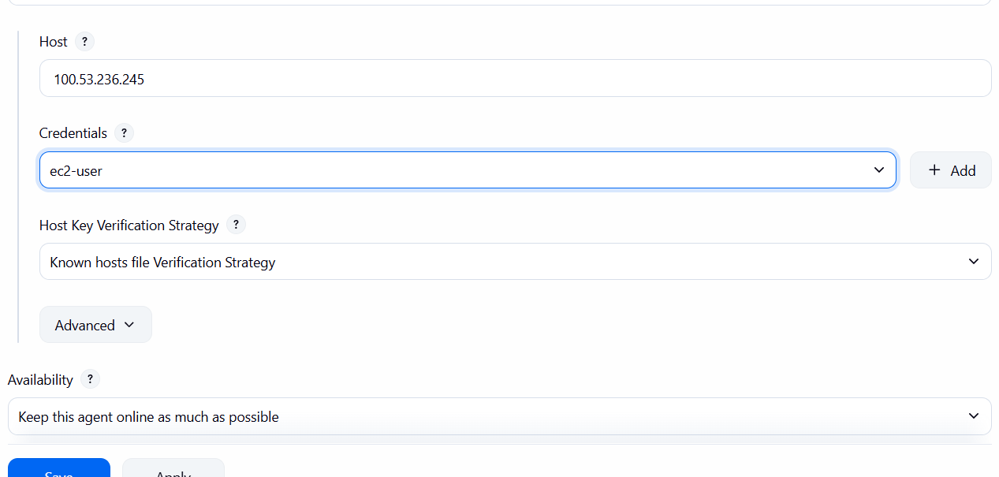 Host ?
100.53.236.245
Credentials ?
ec2-user
+ Add
Host Key Verification Strategy ?
Known hosts file Verification Strategy
Advanced
Availability ?
Keep this agent online as much as possible
Save Apply